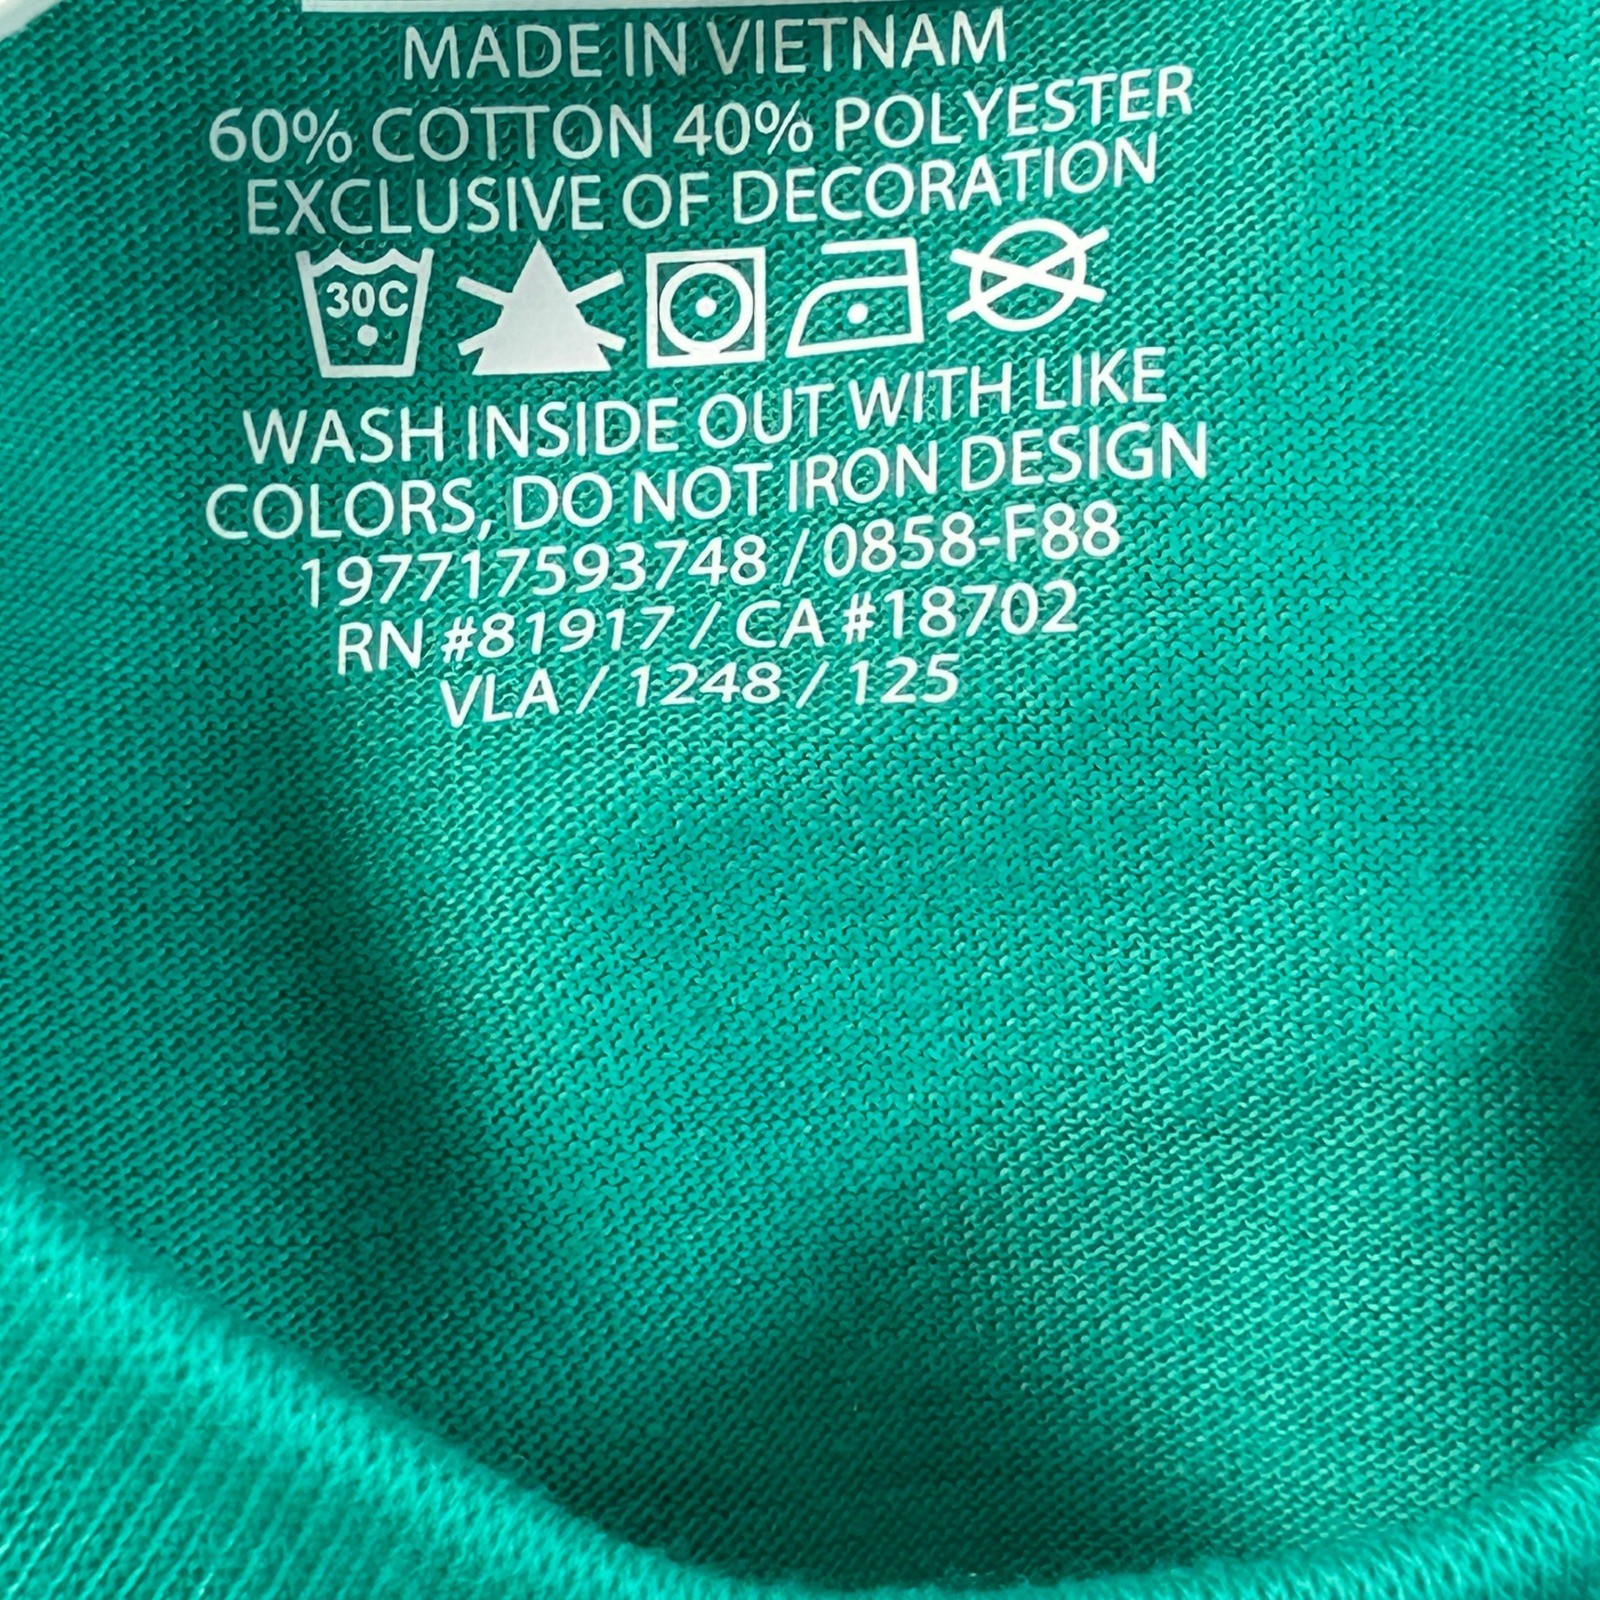 MADE IN VIETNAM
60% COTTON 40% POLYESTER
EXCLUSIVE OF DECORATION
30C
WASH INSIDE OUT WITH LIKE
COLORS, DO NOT IRON DESIGN
197717593748 / 0858-F88
RN #81917 / CA #18702
VLA / 1248 / 125